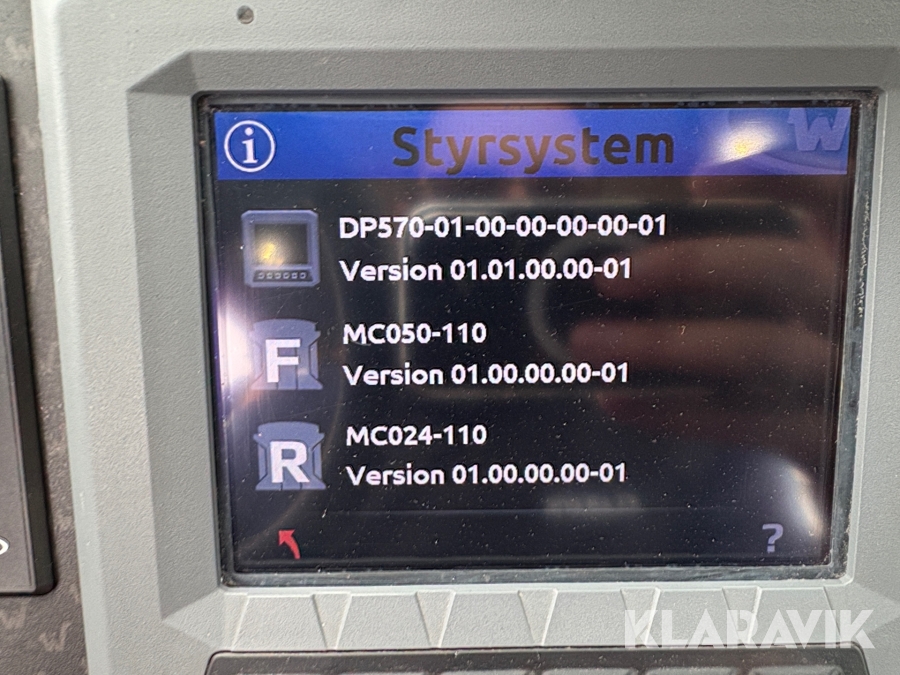 i Styrsystem W
DP570-01-00-00-00-00-01
Version 01.01.00.00-01
F
MC050-110
Version 01.00.00.00-01
R
MC024-110
Version 01.00.00.00-01
?
KLARAVIK